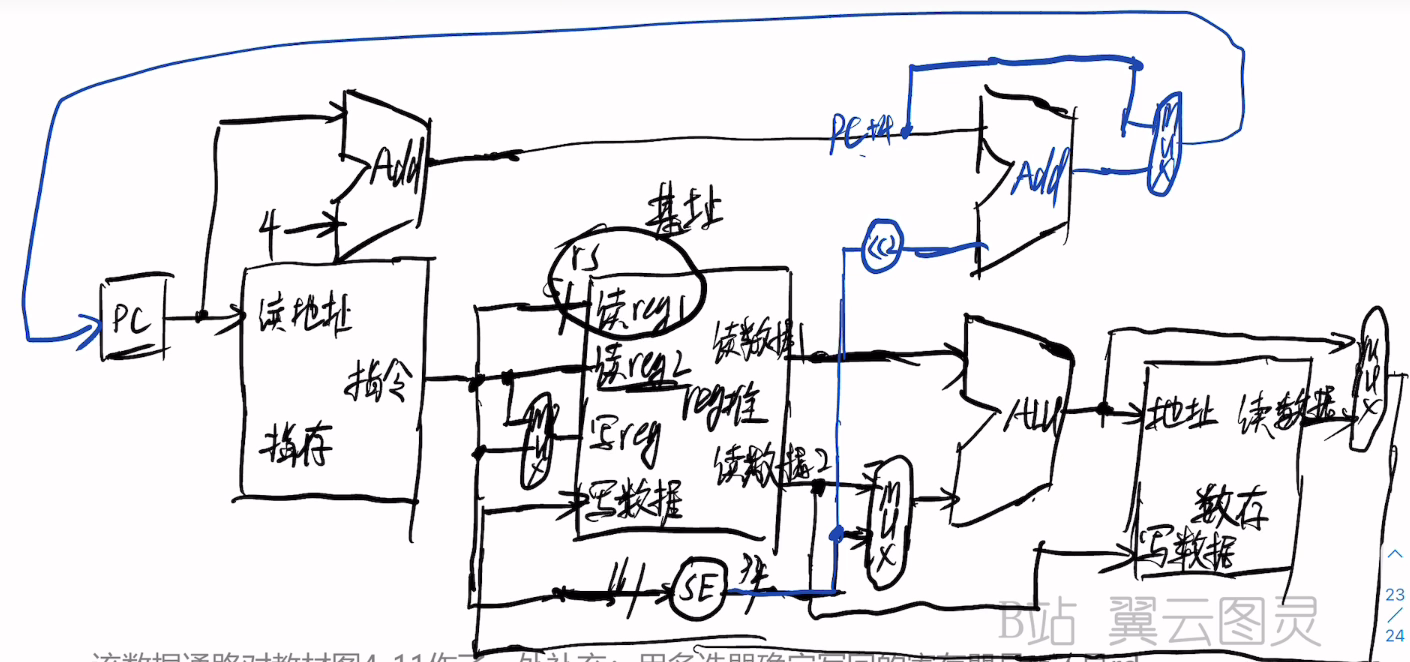 PC+4
MUX
Add
Add
基址
4
<<2
rs
5
PC
读地址
读reg1
读数据1
MUX
指令
读reg2
reg堆
ALU
地址
读数据
MUX
写reg
指存
读数据2
MUX
写数据
数存
写数据
16
SE
32
B站 翼云图灵
23
/
24